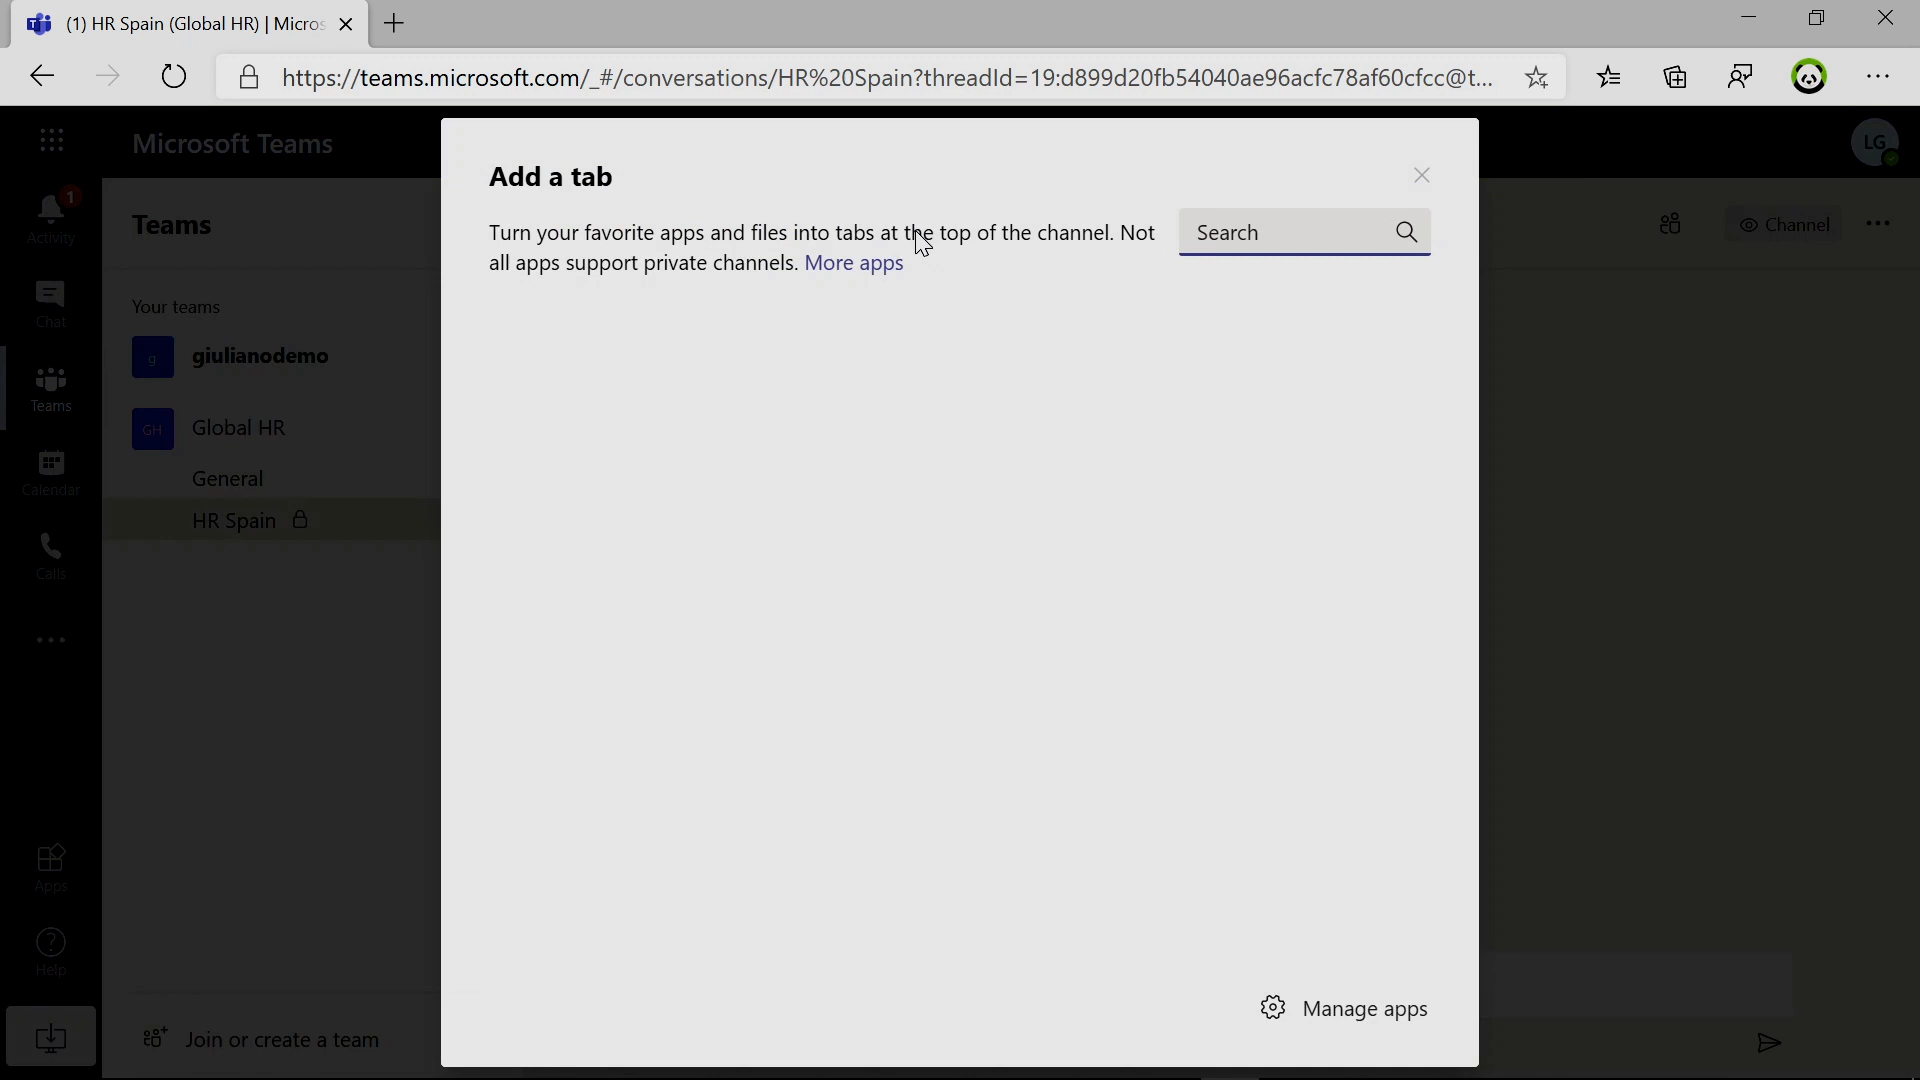 (1) HR Spain (Global HR) | Micros
https://teams.microsoft.com/_#/conversations/HR%20Spain?threadId=19:d899d20fb54040ae96acfc78af60cfcc@t...
Microsoft Teams
LG
1
Activity
Chat
Teams
Calendar
Calls
Apps
Help
Teams
Your teams
g
giulianodemo
GH
Global HR
General
HR Spain
Join or create a team
Add a tab
Turn your favorite apps and files into tabs at the top of the channel. Not
all apps support private channels. More apps
Search
Manage apps
Channel